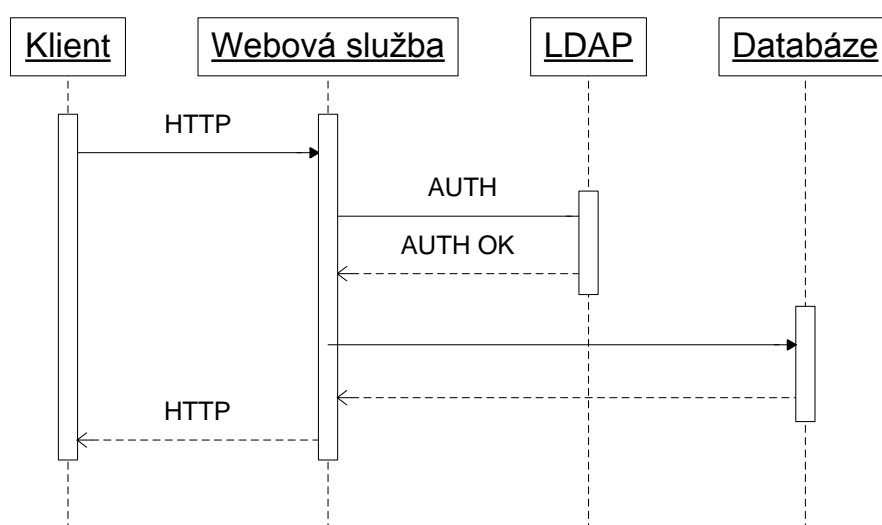 Klient
Webová služba
LDAP
Databáze
HTTP
AUTH
AUTH OK
HTTP